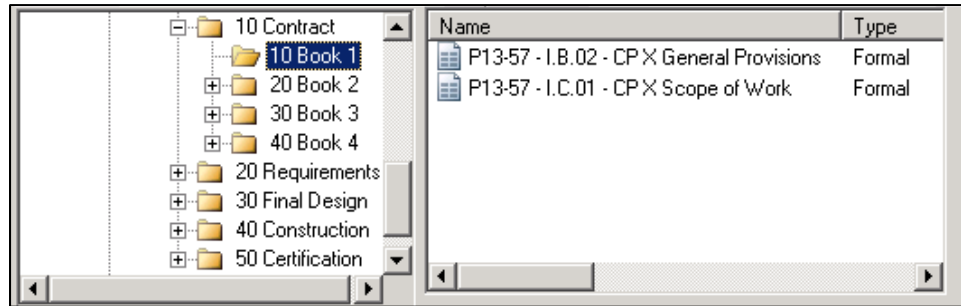 10 Contract
10 Book 1
20 Book 2
30 Book 3
40 Book 4
20 Requirements
30 Final Design
40 Construction
50 Certification
Name Type
P13-57 - I.B.02 - CP X General Provisions Formal
P13-57 - I.C.01 - CP X Scope of Work Formal